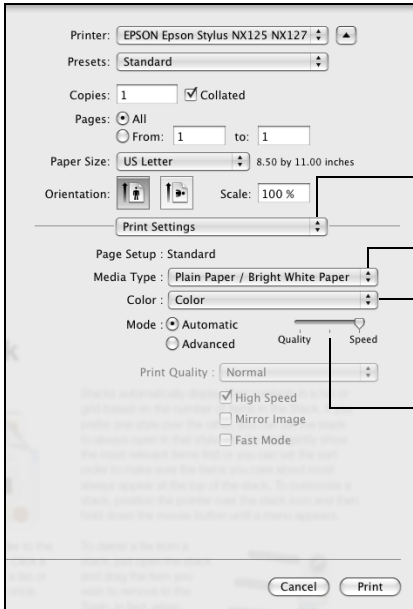 Printer: EPSON Epson Stylus NX125 NX127
Presets: Standard
Copies: 1 Collated
Pages: All
From: 1 to: 1
Paper Size: US Letter 8.50 by 11.00 inches
Orientation: Scale: 100 %
Print Settings
Page Setup : Standard
Media Type : Plain Paper / Bright White Paper
Color : Color
Mode : Automatic
Advanced
Quality Speed
Print Quality : Normal
High Speed
Mirror Image
Fast Mode
Cancel Print